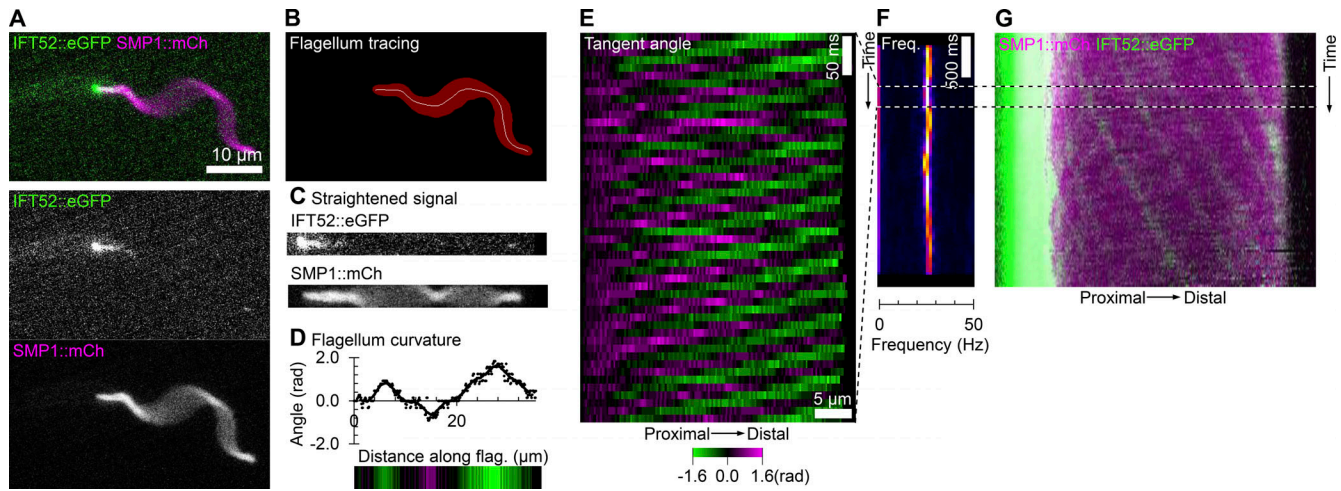 A
IFT52::eGFP SMP1::mCh
10 µm
IFT52::eGFP
SMP1::mCh
B
Flagellum tracing
C Straightened signal
IFT52::eGFP
SMP1::mCh
D Flagellum curvature
Angle (rad)
2.0
0.0
-2.0
0
20
Distance along flag. (µm)
E
Tangent angle
50 ms
Time
5 µm
Proximal Distal
-1.6 0.0 1.6(rad)
F
Freq.
500 ms
0 50
Frequency (Hz)
G
SMP1::mCh IFT52::eGFP
Time
Proximal Distal